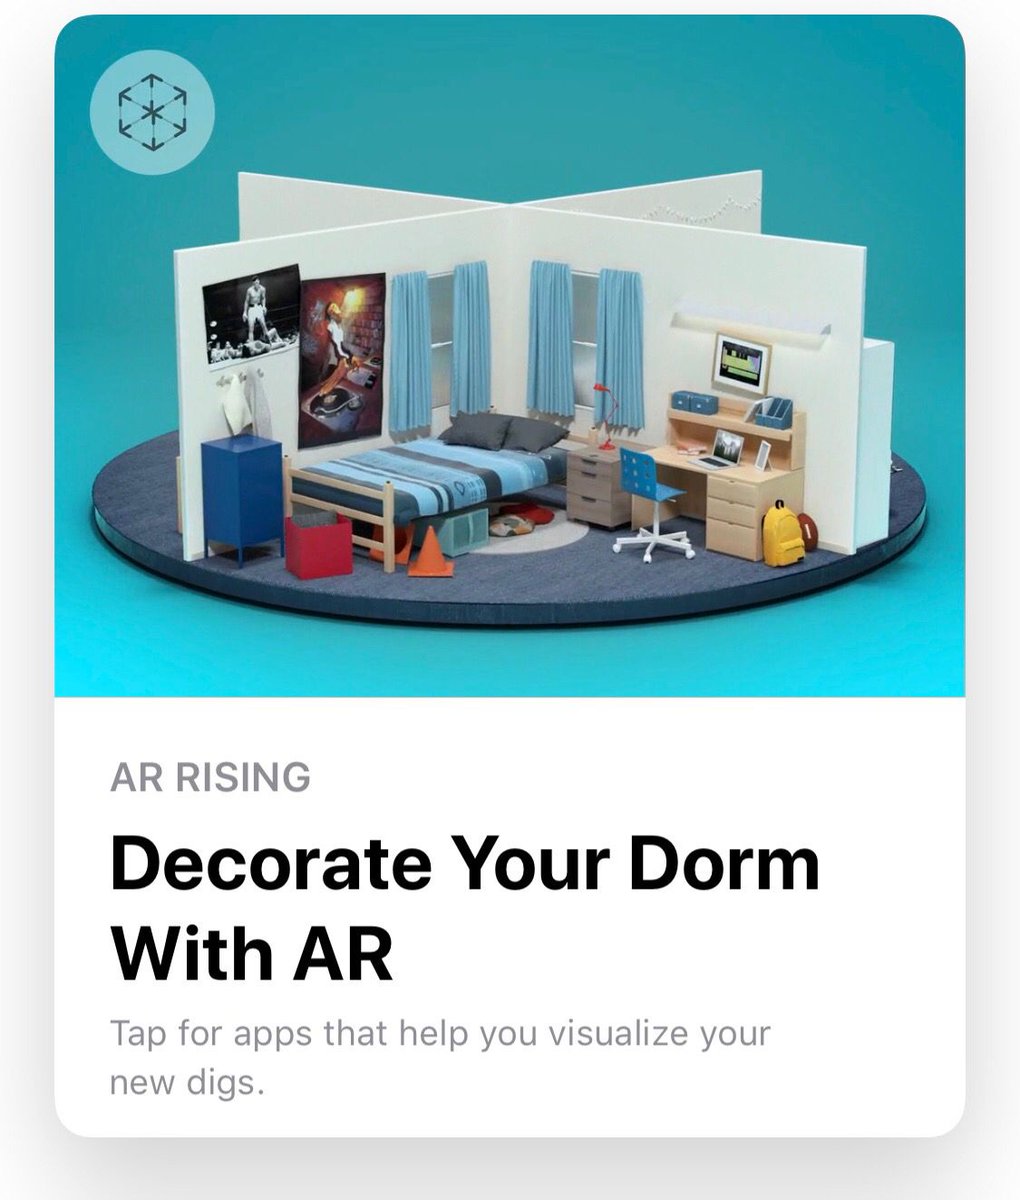 AR RISING
Decorate Your Dorm
With AR
Tap for apps that help you visualize your
new digs.